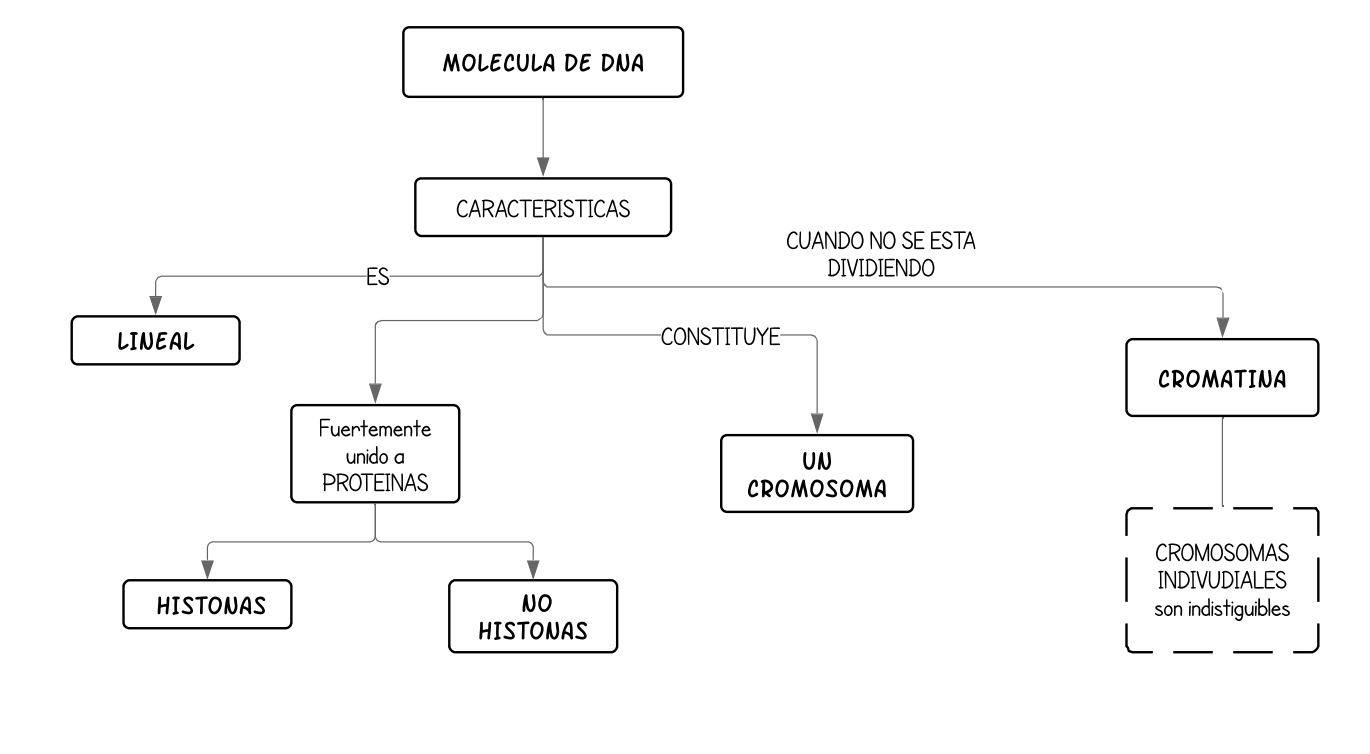 MOLECULA DE DNA
CARACTERISTICAS
CUANDO NO SE ESTA
DIVIDIENDO
ES
CONSTITUYE
LINEAL
CROMATINA
Fuertemente
unido a
PROTEINAS
UN
CROMOSOMA
CROMOSOMAS
INDIVUDIALES
son indistiguibles
HISTONAS
NO
HISTONAS